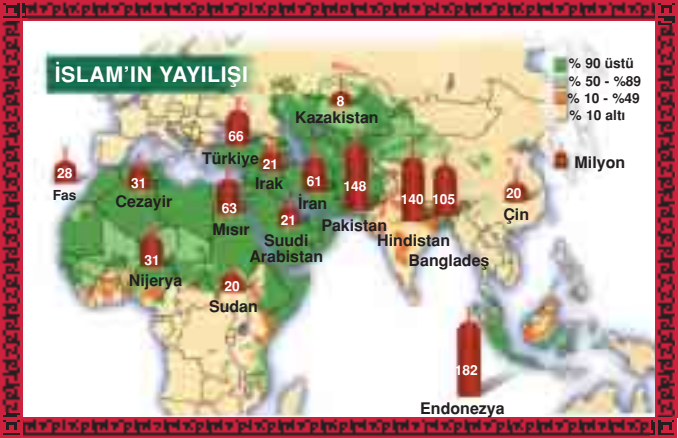 İSLAM'IN YAYILIŞI
% 90 üstü
% 50 - %89
% 10 - %49
% 10 altı
Milyon
8
Kazakistan
66
Türkiye
21
Irak
61
İran
148
Pakistan
140
Hindistan
105
Bangladeş
20
Çin
28
Fas
31
Cezayir
63
Mısır
21
Suudi
Arabistan
31
Nijerya
20
Sudan
182
Endonezya